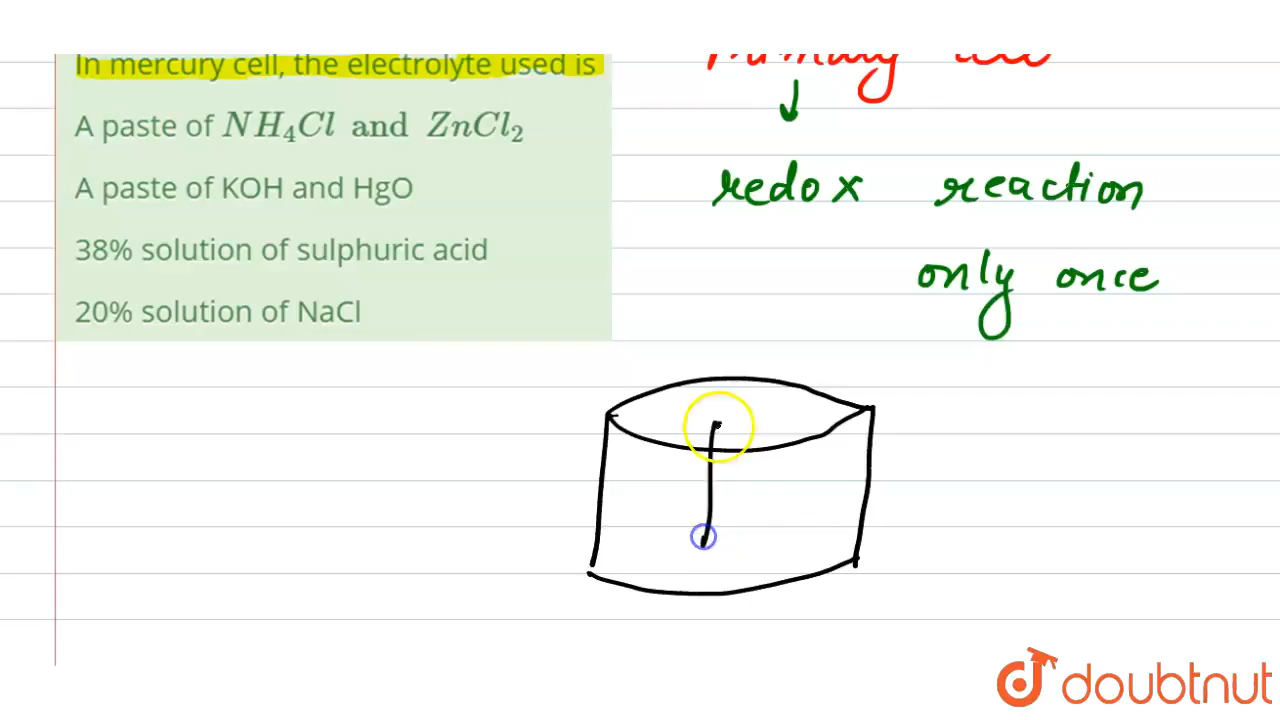 In mercury cell, the electrolyte used is
A paste of NH₄Cl and ZnCl₂
A paste of KOH and HgO
38% solution of sulphuric acid
20% solution of NaCl
redox reaction
only once
doubtnut